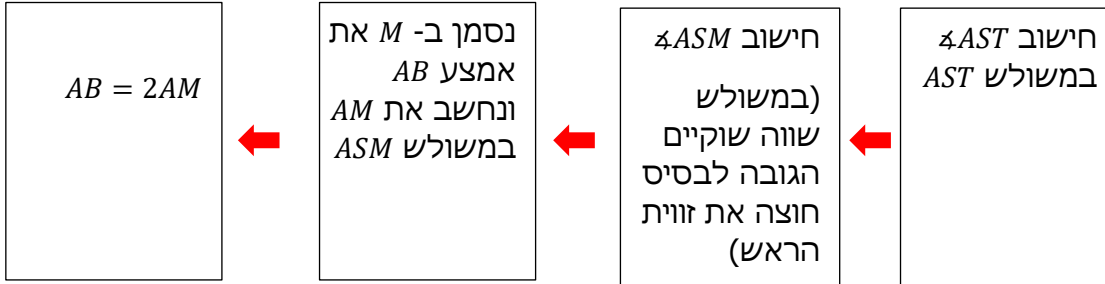 חישוב ∡AST
במשולש AST
חישוב ∡ASM
(במשולש
שווה שוקיים
הגובה לבסיס
חוצה את זווית
הראש)
נסמן ב- M את
אמצע AB
ונחשב את AM
במשולש ASM
AB = 2AM